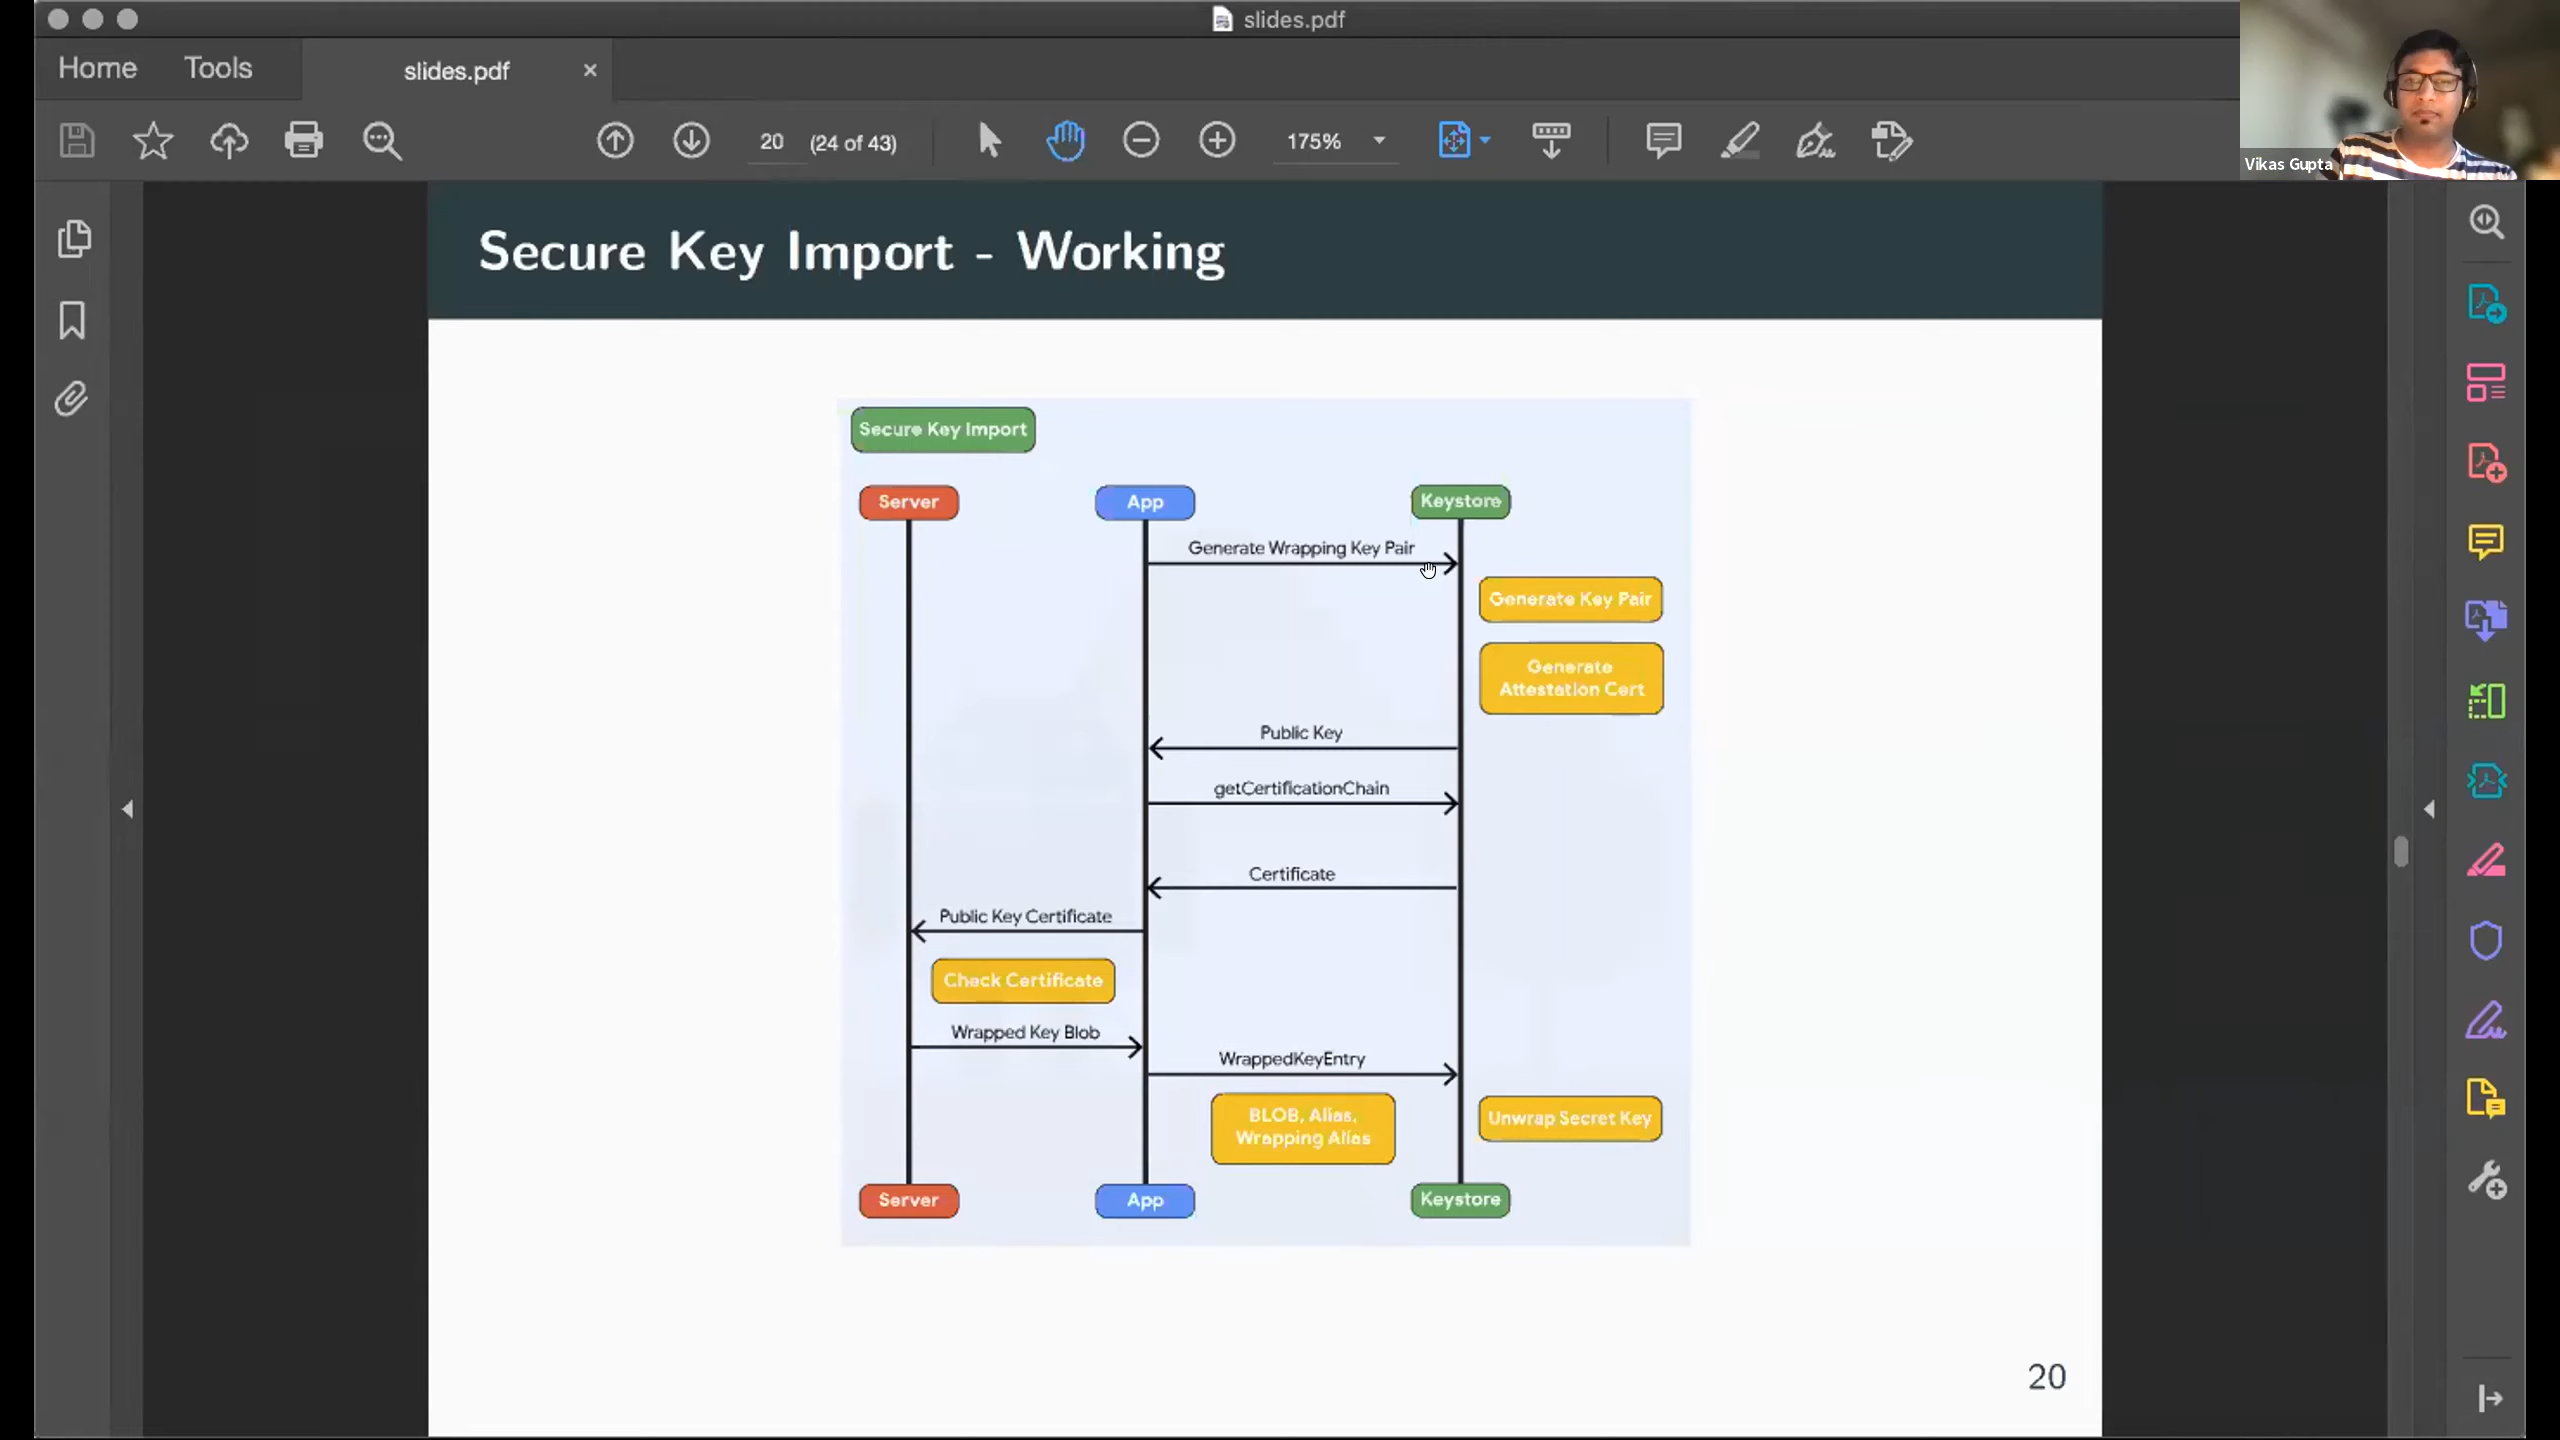 slides.pdf
Home
Tools
slides.pdf
20
(24 of 43)
175%
Vikas Gupta
Secure Key Import - Working
Secure Key Import
Server
App
Keystore
Generate Wrapping Key Pair
Generate Key Pair
Generate
Attestation Cert
Public Key
getCertificationChain
Certificate
Public Key Certificate
Check Certificate
Wrapped Key Blob
WrappedKeyEntry
BLOB, Alias,
Wrapping Alias
Unwrap Secret Key
Server
App
Keystore
20